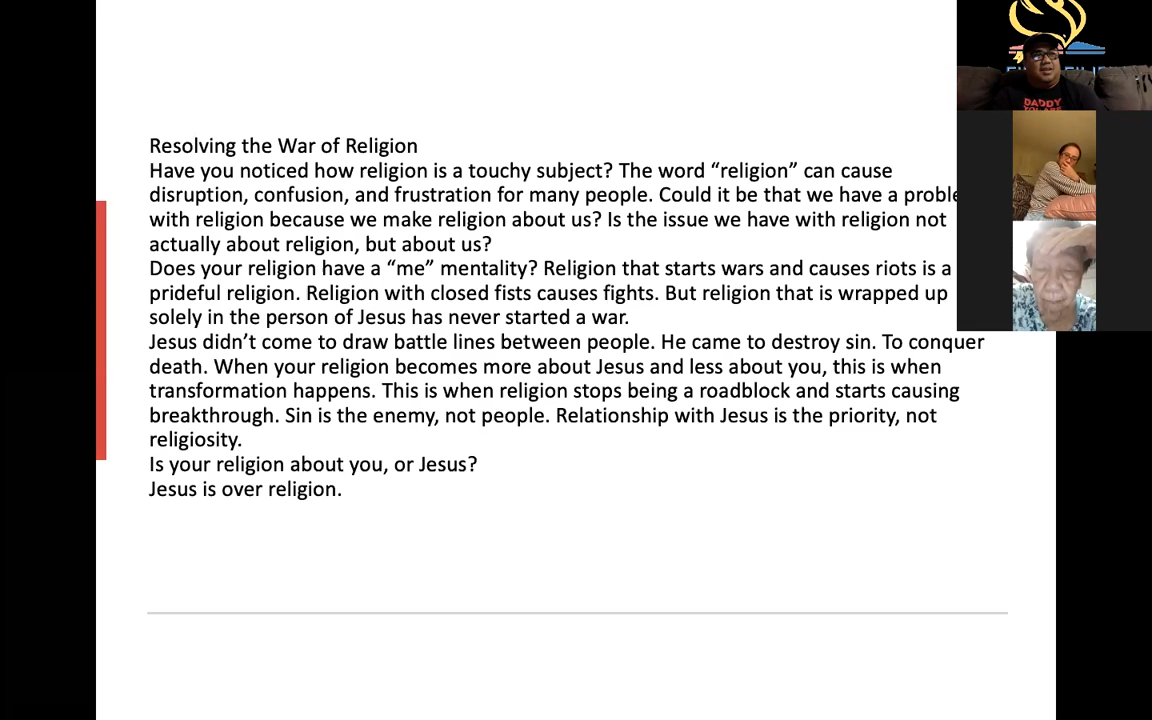 Resolving the War of Religion
Have you noticed how religion is a touchy subject? The word “religion” can cause
disruption, confusion, and frustration for many people. Could it be that we have a proble
with religion because we make religion about us? Is the issue we have with religion not
actually about religion, but about us?
Does your religion have a “me” mentality? Religion that starts wars and causes riots is a
prideful religion. Religion with closed fists causes fights. But religion that is wrapped up
solely in the person of Jesus has never started a war.
Jesus didn’t come to draw battle lines between people. He came to destroy sin. To conquer
death. When your religion becomes more about Jesus and less about you, this is when
transformation happens. This is when religion stops being a roadblock and starts causing
breakthrough. Sin is the enemy, not people. Relationship with Jesus is the priority, not
religiosity.
Is your religion about you, or Jesus?
Jesus is over religion.
DADDY